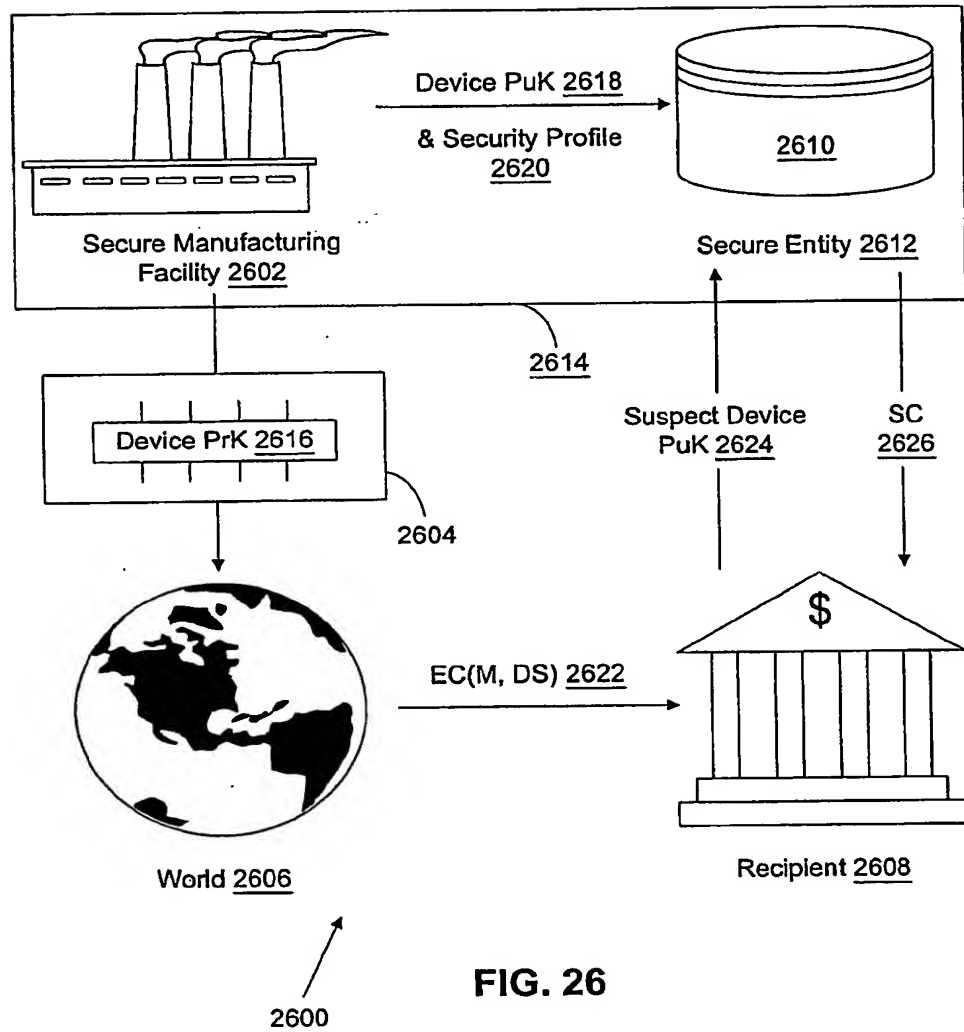 Device PuK 2618
& Security Profile
2620
2610
Secure Manufacturing
Facility 2602
Secure Entity 2612
2614
Device PrK 2616
2604
Suspect Device
PuK 2624
SC
2626
$
EC(M, DS) 2622
World 2606
Recipient 2608
2600
FIG. 26